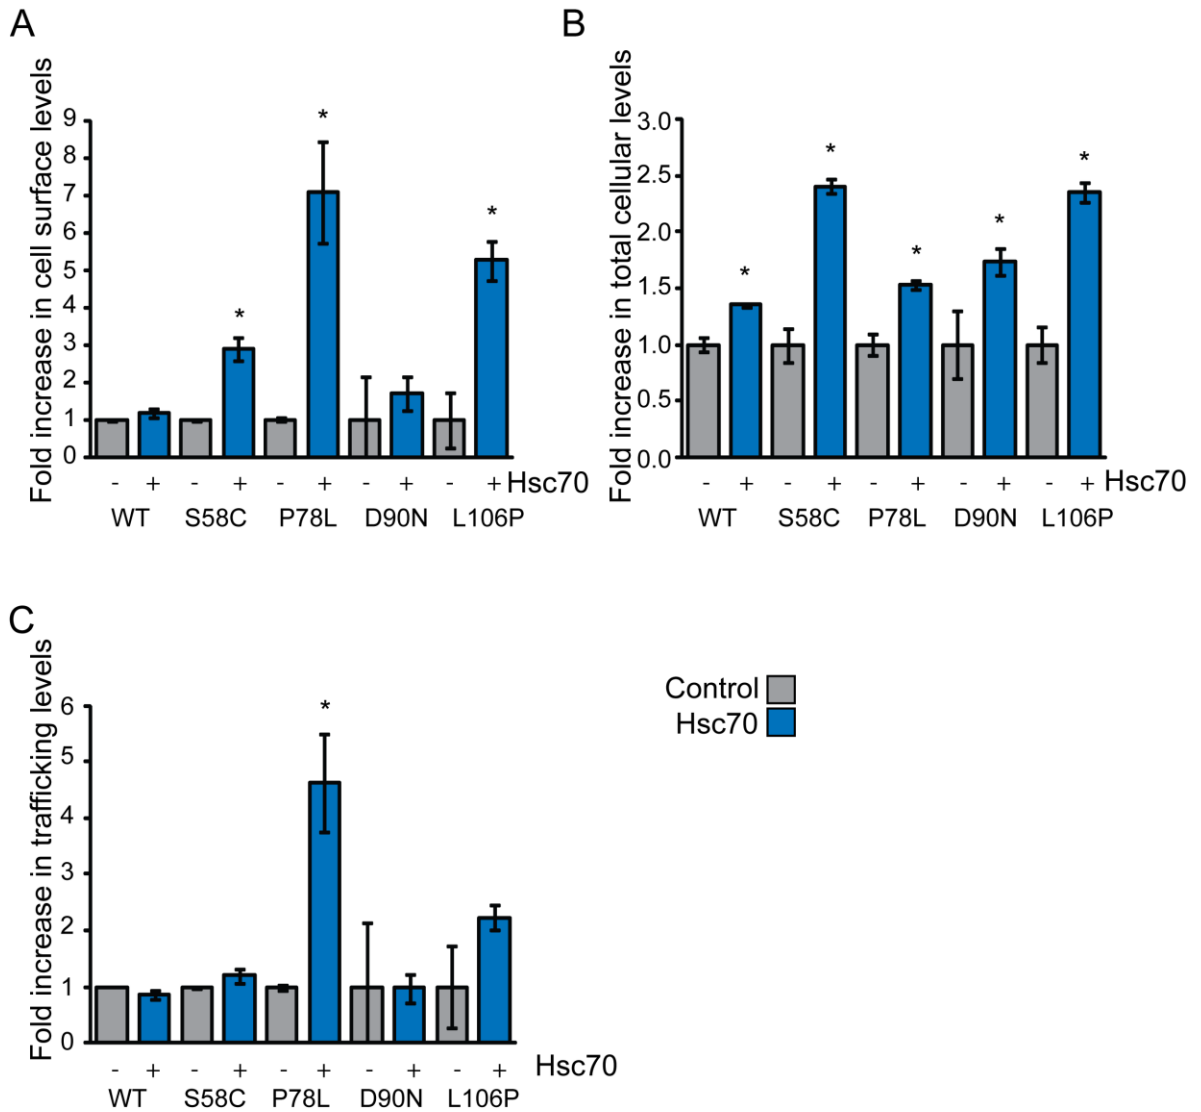 A
Fold increase in cell surface levels
9
8
7
6
5
4
3
2
1
0
*
*
*
- + - + - + - + - + Hsc70
WT S58C P78L D90N L106P
B
Fold increase in total cellular levels
3.0
2.5
2.0
1.5
1.0
0.5
0.0
*
*
*
*
*
- + - + - + - + - + Hsc70
WT S58C P78L D90N L106P
C
Fold increase in trafficking levels
6
5
4
3
2
1
0
*
- + - + - + - + - + Hsc70
WT S58C P78L D90N L106P
Control
Hsc70